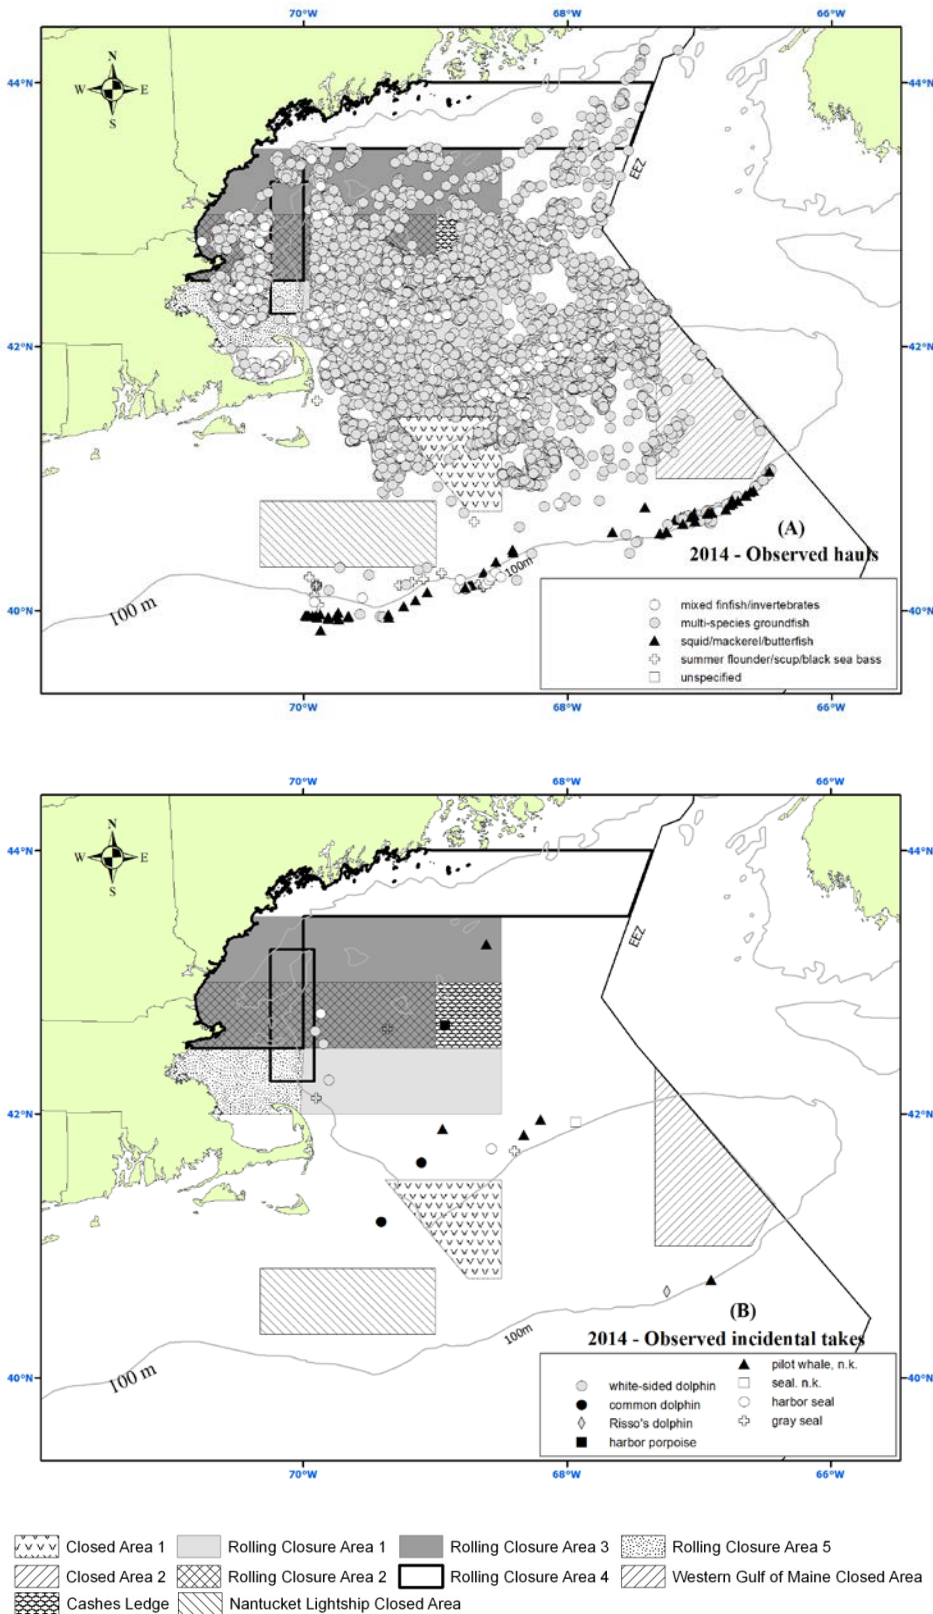 70°W 68°W 66°W
44°N 44°N
N
W E
S
EEZ
42°N 42°N
(A)
2014 - Observed hauls
100m
100 m
40°N 40°N
mixed finfish/invertebrates
multi-species groundfish
squid/mackerel/butterfish
summer flounder/scup/black sea bass
unspecified
70°W 68°W 66°W
70°W 68°W 66°W
44°N 44°N
N
W E
S
EEZ
42°N 42°N
(B)
2014 - Observed incidental takes
100m
100 m
40°N 40°N
white-sided dolphin
common dolphin
Risso's dolphin
harbor porpoise
pilot whale, n.k.
seal. n.k.
harbor seal
gray seal
70°W 68°W 66°W
Closed Area 1 Rolling Closure Area 1 Rolling Closure Area 3 Rolling Closure Area 5
Closed Area 2 Rolling Closure Area 2 Rolling Closure Area 4 Western Gulf of Maine Closed Area
Cashes Ledge Nantucket Lightship Closed Area